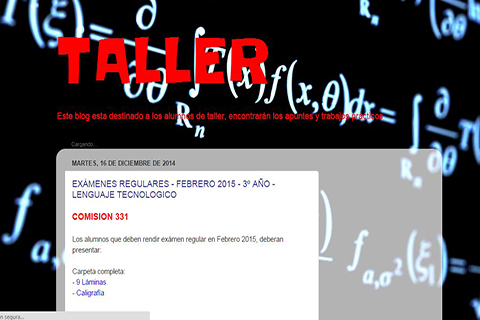 TALLER
Este blog esta destinado a los alumnos de taller, encontrarán los apuntes y trabajos prácticos
Cargando...
MARTES, 16 DE DICIEMBRE DE 2014
EXÁMENES REGULARES - FEBRERO 2015 - 3º AÑO -
LENGUAJE TECNOLOGICO
COMISION 331
Los alumnos que deben rendir exámen regular en Febrero 2015, deberan
presentar:
Carpeta completa:
- 9 Láminas.
- Caligrafía
n segura...